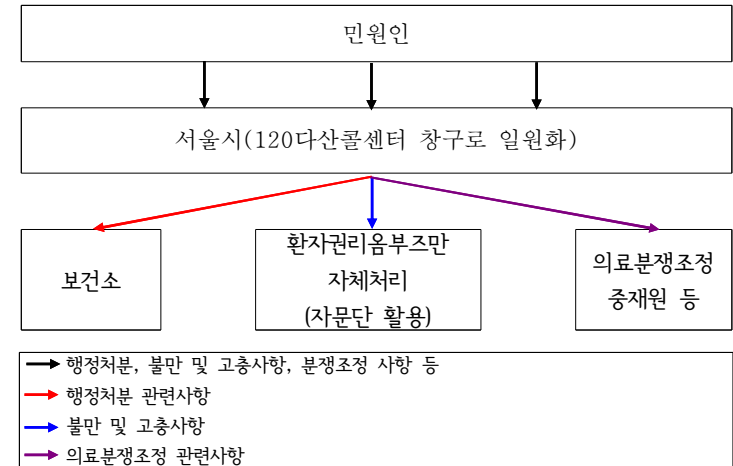 민원인
서울시(120다산콜센터 창구로 일원화)
보건소
환자권리옴부즈만
자체처리
(자문단 활용)
의료분쟁조정
중재원 등
행정처분, 불만 및 고충사항, 분쟁조정 사항 등
행정처분 관련사항
불만 및 고충사항
의료분쟁조정 관련사항